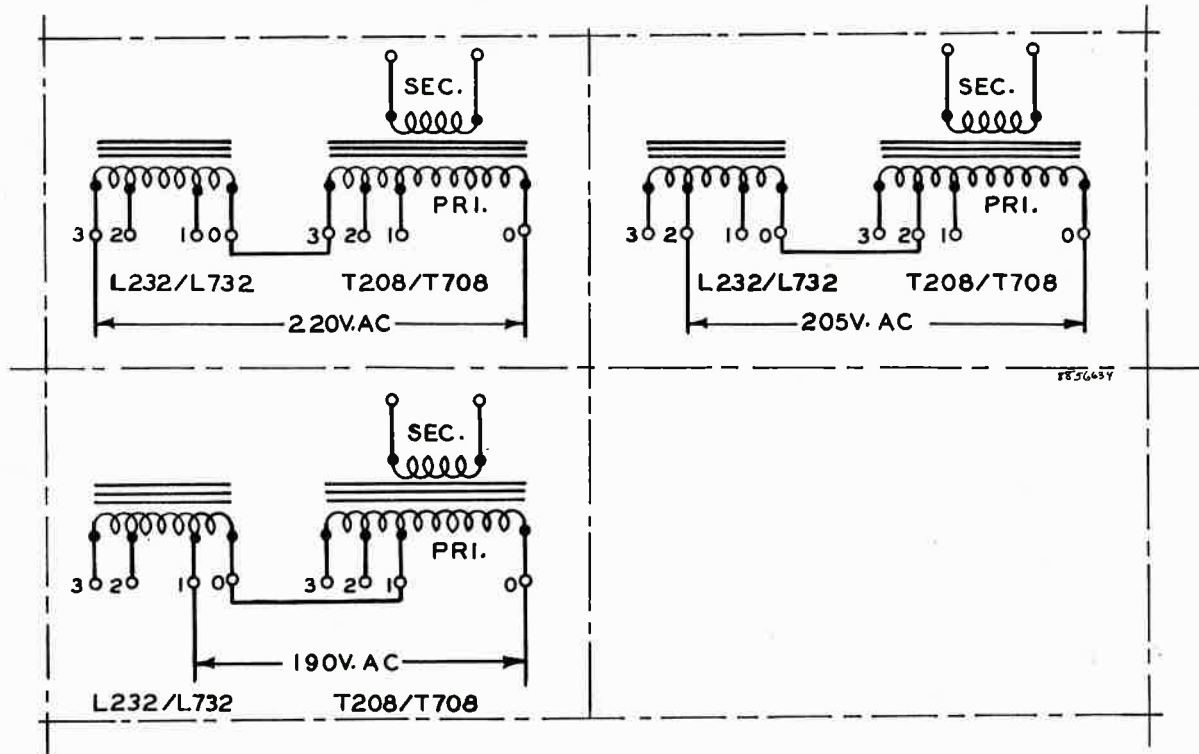 SEC.
PRI.
3 2 1 0 3 2 1 0
L232/L732 T208/T708
220V.AC
SEC.
PRI.
3 2 1 0 3 2 1 0
L232/L732 T208/T708
205V. AC
8856634
SEC.
PRI.
3 2 1 0 3 2 1 0
190V. AC
L232/L732 T208/T708